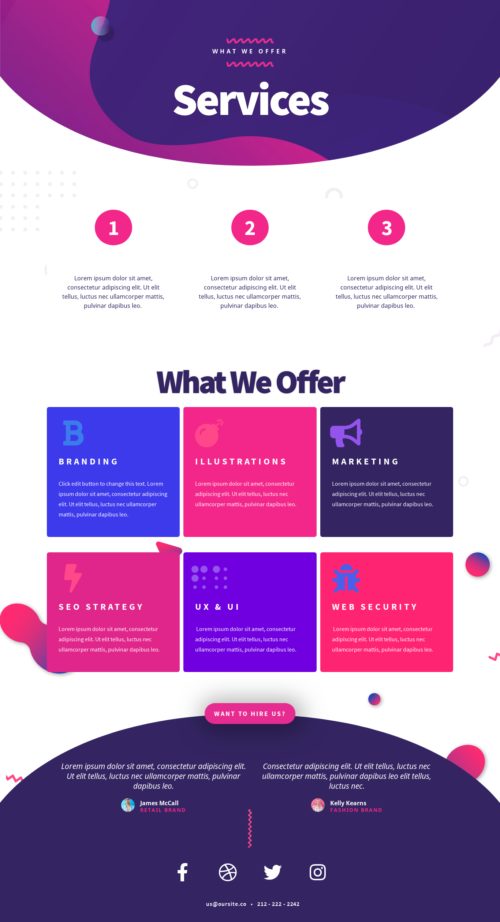 WHAT WE OFFER
Services
1
2
3
Lorem ipsum dolor sit amet,
consectetur adipiscing elit. Ut elit
tellus, luctus nec ullamcorper mattis,
pulvinar dapibus leo.
Lorem ipsum dolor sit amet,
consectetur adipiscing elit. Ut elit
tellus, luctus nec ullamcorper mattis,
pulvinar dapibus leo.
Lorem ipsum dolor sit amet,
consectetur adipiscing elit. Ut elit
tellus, luctus nec ullamcorper mattis,
pulvinar dapibus leo.
What We Offer
BRANDING
Click edit button to change this text. Lorem
ipsum dolor sit amet, consectetur adipiscing
elit. Ut elit tellus, luctus nec ullamcorper
mattis, pulvinar dapibus leo.
ILLUSTRATIONS
Lorem ipsum dolor sit amet, consectetur
adipiscing elit. Ut elit tellus, luctus nec
ullamcorper mattis, pulvinar dapibus leo.
MARKETING
Lorem ipsum dolor sit amet, consectetur
adipiscing elit. Ut elit tellus, luctus nec
ullamcorper mattis, pulvinar dapibus leo.
SEO STRATEGY
Lorem ipsum dolor sit amet, consectetur
adipiscing elit. Ut elit tellus, luctus nec
ullamcorper mattis, pulvinar dapibus leo.
UX & UI
Lorem ipsum dolor sit amet, consectetur
adipiscing elit. Ut elit tellus, luctus nec
ullamcorper mattis, pulvinar dapibus leo.
WEB SECURITY
Lorem ipsum dolor sit amet, consectetur
adipiscing elit. Ut elit tellus, luctus nec
ullamcorper mattis, pulvinar dapibus leo.
WANT TO HIRE US?
Lorem ipsum dolor sit amet, consectetur adipiscing elit.
Ut elit tellus, luctus nec ullamcorper mattis, pulvinar
dapibus leo.
James McCall
RETAIL BRAND
Consectetur adipiscing elit. Ut elit tellus, luctus nec
ullamcorper mattis, pulvinar dapibus leo elit tellus,
luctus nec.
Kelly Kearns
FASHION BRAND
us@oursite.co • 212 - 222 - 2242